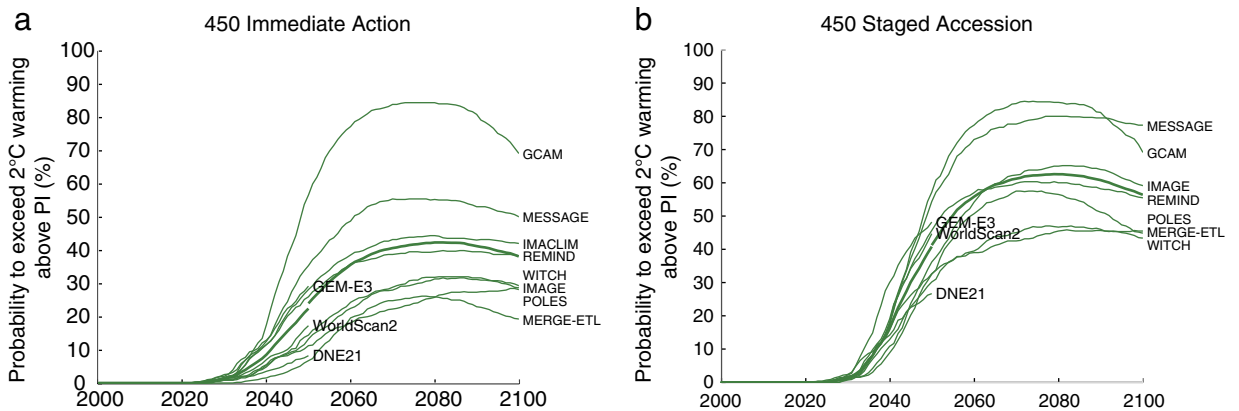 a
450 Immediate Action
Probability to exceed 2°C warming
above PI (%)
100
90
80
70
60
50
40
30
20
10
0
2000
2020
2040
2060
2080
2100
GCAM
MESSAGE
IMACLIM
REMIND
WITCH
IMAGE
POLES
MERGE-ETL
GEM-E3
WorldScan2
DNE21
b
450 Staged Accession
Probability to exceed 2°C warming
above PI (%)
100
90
80
70
60
50
40
30
20
10
0
2000
2020
2040
2060
2080
2100
MESSAGE
GCAM
IMAGE
REMIND
POLES
MERGE-ETL
WITCH
GEM-E3
WorldScan2
DNE21